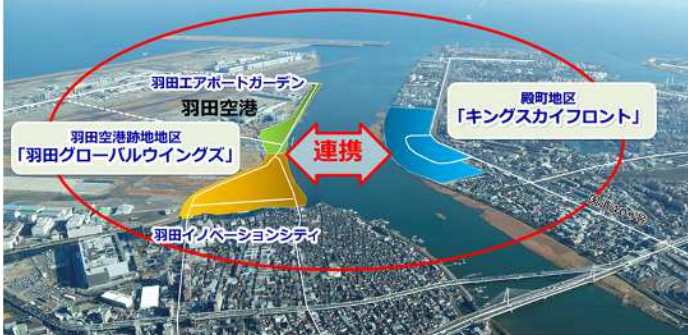 羽田エアポートガーデン
羽田空港
羽田空港跡地地区
「羽田グローバルウイングズ」
連携
殿町地区
「キングスカイフロント」
羽田イノベーションシティ